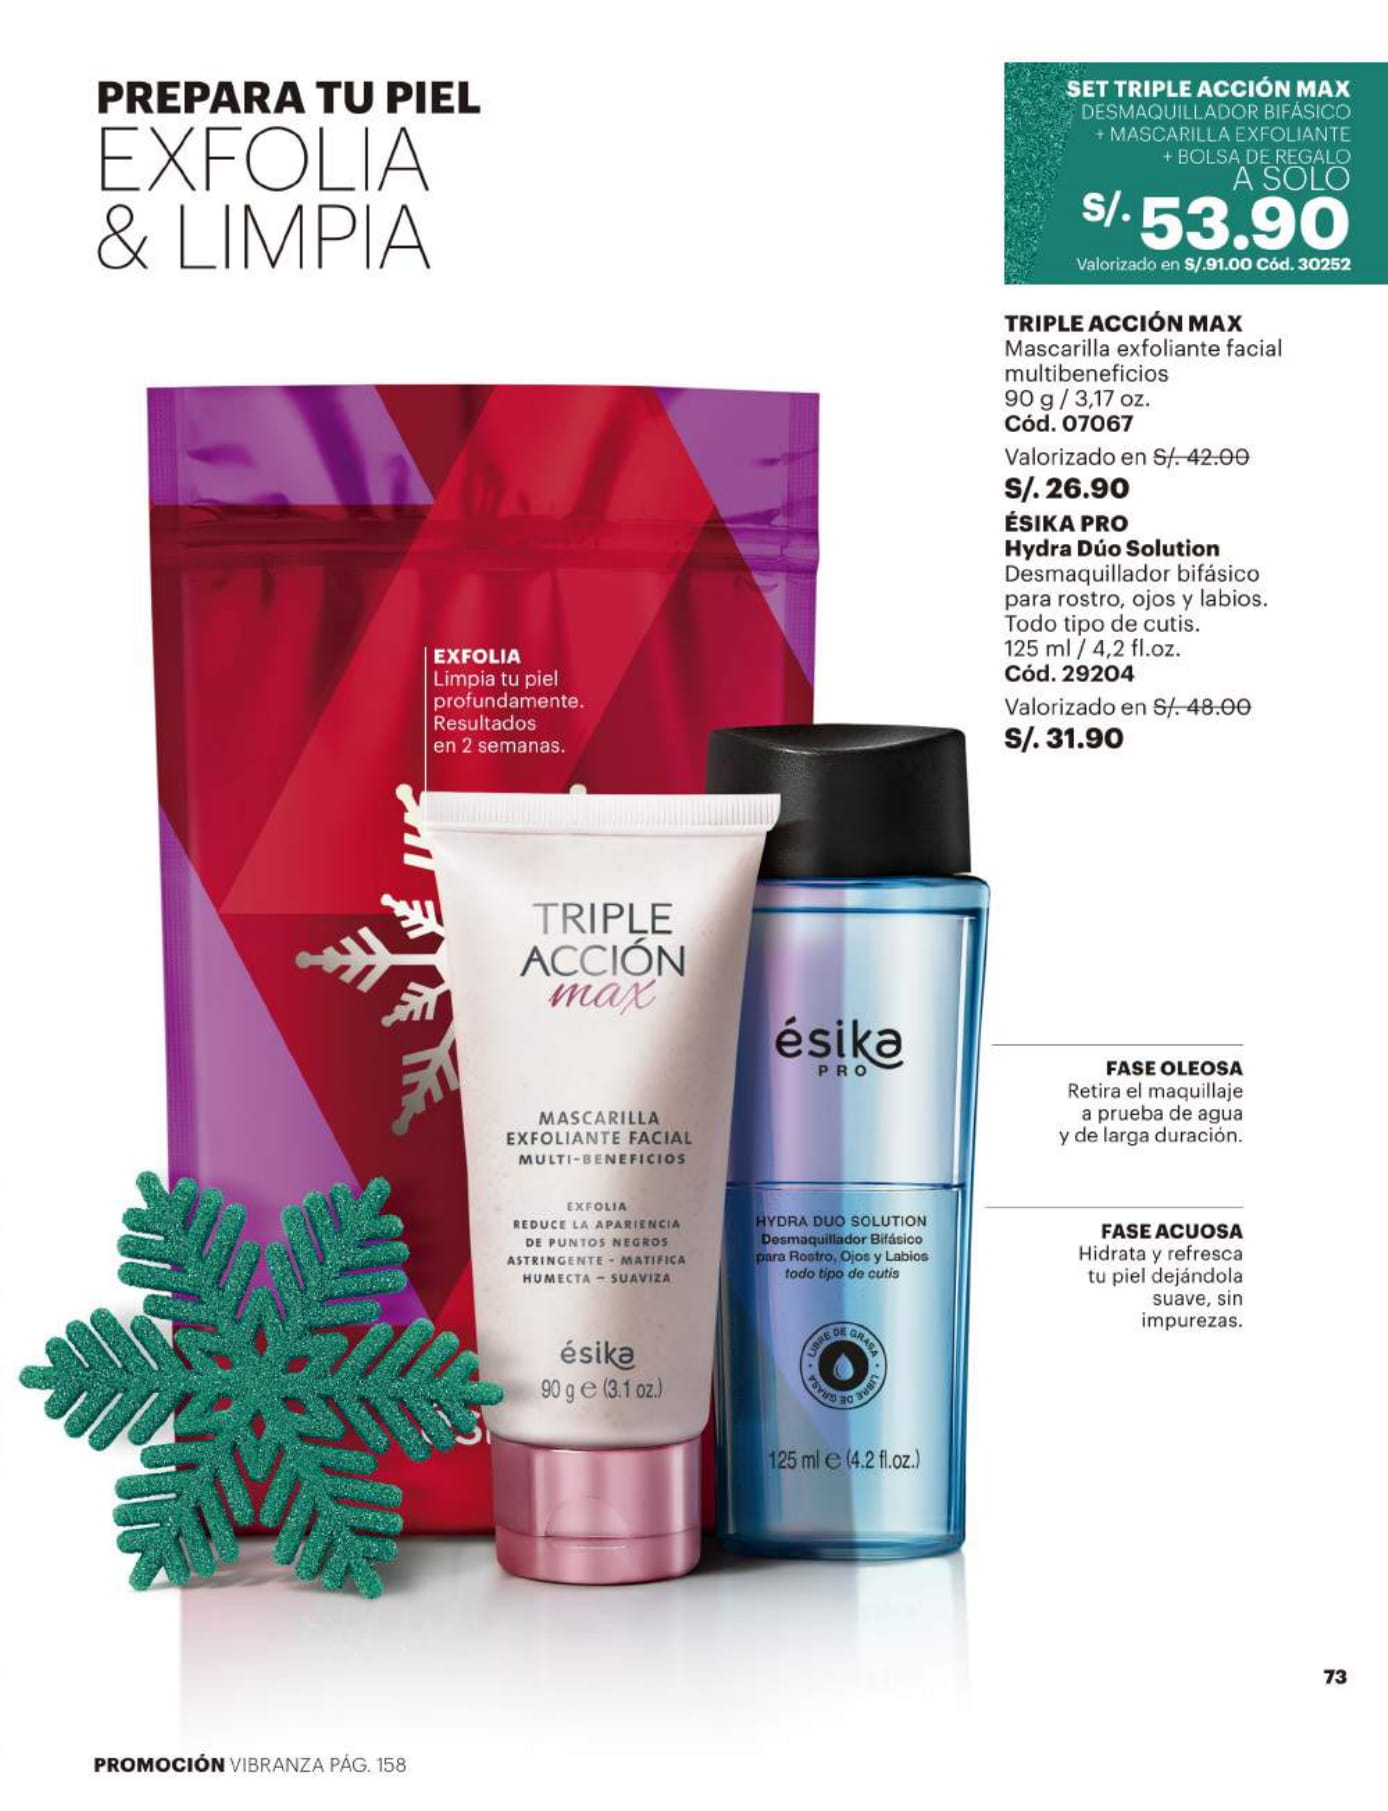 PREPARA TU PIEL
EXFOLIA
& LIMPIA
SET TRIPLE ACCIÓN MAX
DESMAQUILLADOR BIFÁSICO
+ MASCARILLA EXFOLIANTE
+ BOLSA DE REGALO
A SOLO
S/. 53.90
Valorizado en S/.91.00 Cód. 30252
TRIPLE ACCIÓN MAX
Mascarilla exfoliante facial
multibeneficios
90 g / 3,17 oz.
Cód. 07067
Valorizado en S/. 42.00
S/. 26.90
ÉSIKA PRO
Hydra Dúo Solution
Desmaquillador bifásico
para rostro, ojos y labios.
Todo tipo de cutis.
125 ml / 4,2 fl.oz.
Cód. 29204
Valorizado en S/. 48.00
S/. 31.90
EXFOLIA
Limpia tu piel
profundamente.
Resultados
en 2 semanas.
TRIPLE
ACCIÓN
max
MASCARILLA
EXFOLIANTE FACIAL
MULTI-BENEFICIOS
EXFOLIA
REDUCE LA APARIENCIA
DE PUNTOS NEGROS
ASTRINGENTE - MATIFICA
HUMECTA - SUAVIZA
ésika
90 g e (3.1 oz.)
ésika
PRO
HYDRA DUO SOLUTION
Desmaquillador Bifásico
para Rostro, Ojos y Labios
todo tipo de cutis
LIBRE DE GRASA · LIBRE DE GRASA ·
125 ml e (4.2 fl.oz.)
FASE OLEOSA
Retira el maquillaje
a prueba de agua
y de larga duración.
FASE ACUOSA
Hidrata y refresca
tu piel dejándola
suave, sin
impurezas.
73
PROMOCIÓN VIBRANZA PÁG. 158